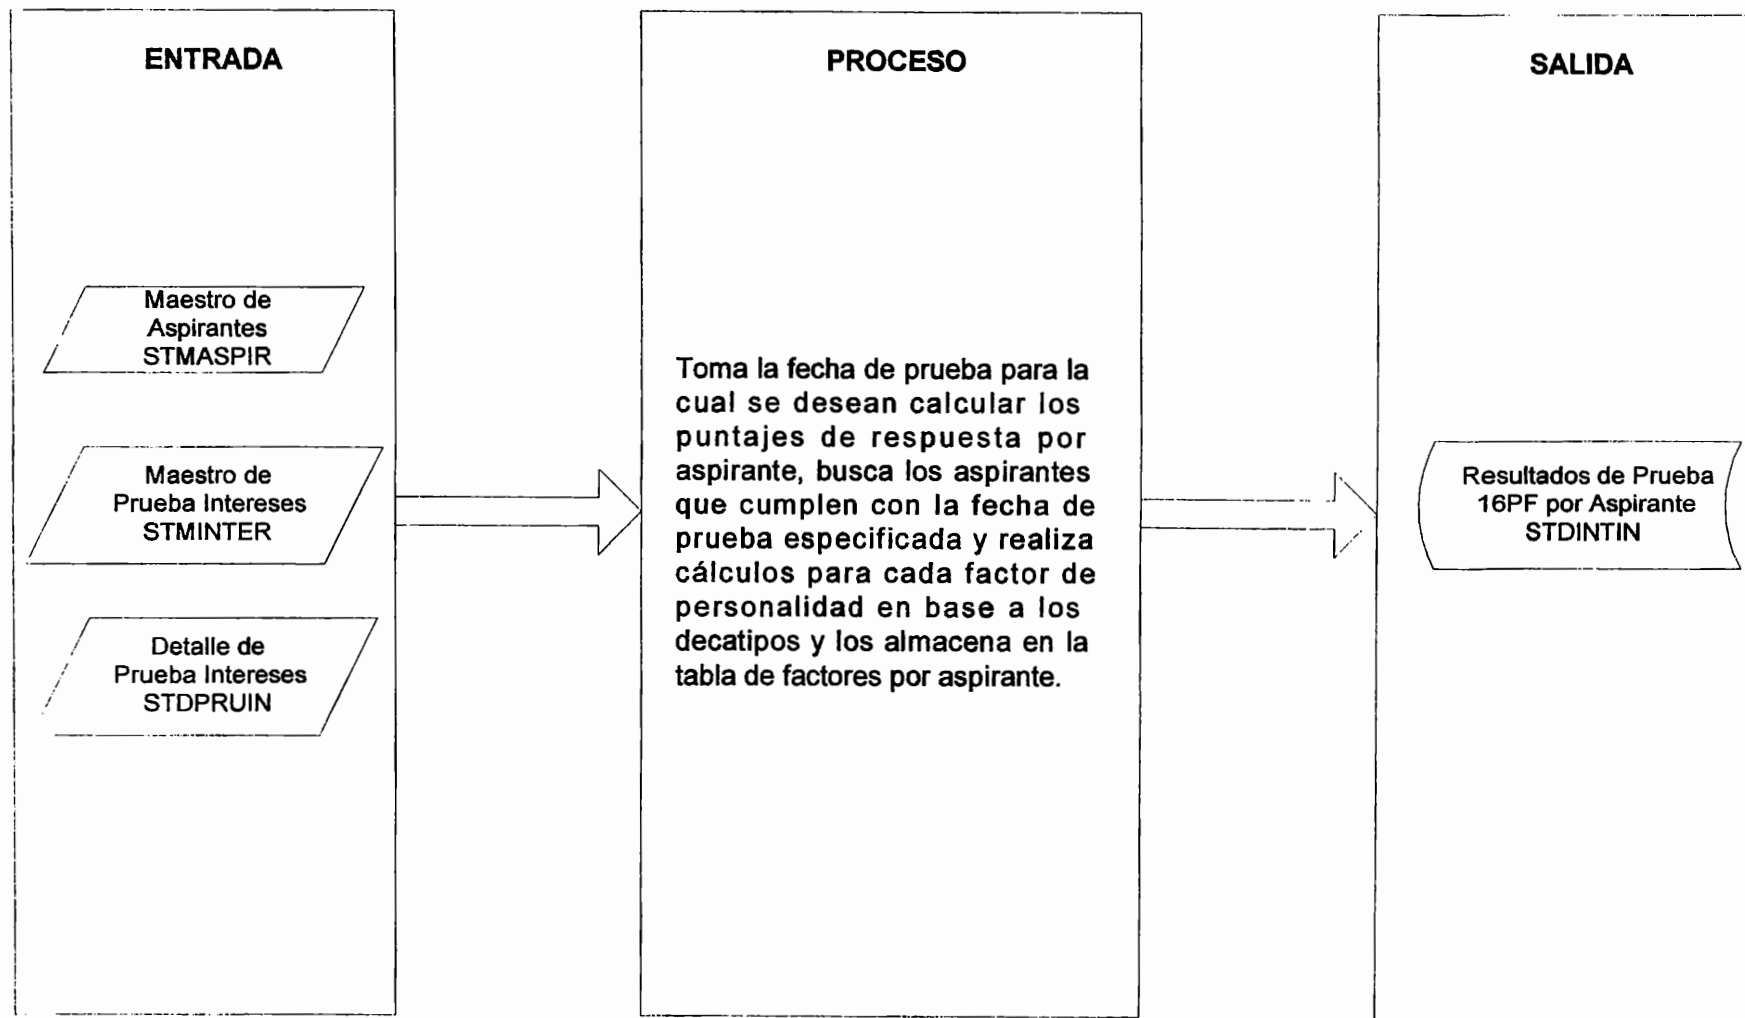 ENTRADA
Maestro de
Aspirantes
STMASPIR
Maestro de
Prueba Intereses
STMINTER
Detalle de
Prueba Intereses
STDPRUIN
PROCESO
Toma la fecha de prueba para la
cual se desean calcular los
puntajes de respuesta por
aspirante, busca los aspirantes
que cumplen con la fecha de
prueba especificada y realiza
cálculos para cada factor de
personalidad en base a los
decatipos y los almacena en la
tabla de factores por aspirante.
SALIDA
Resultados de Prueba
16PF por Aspirante
STDINTIN